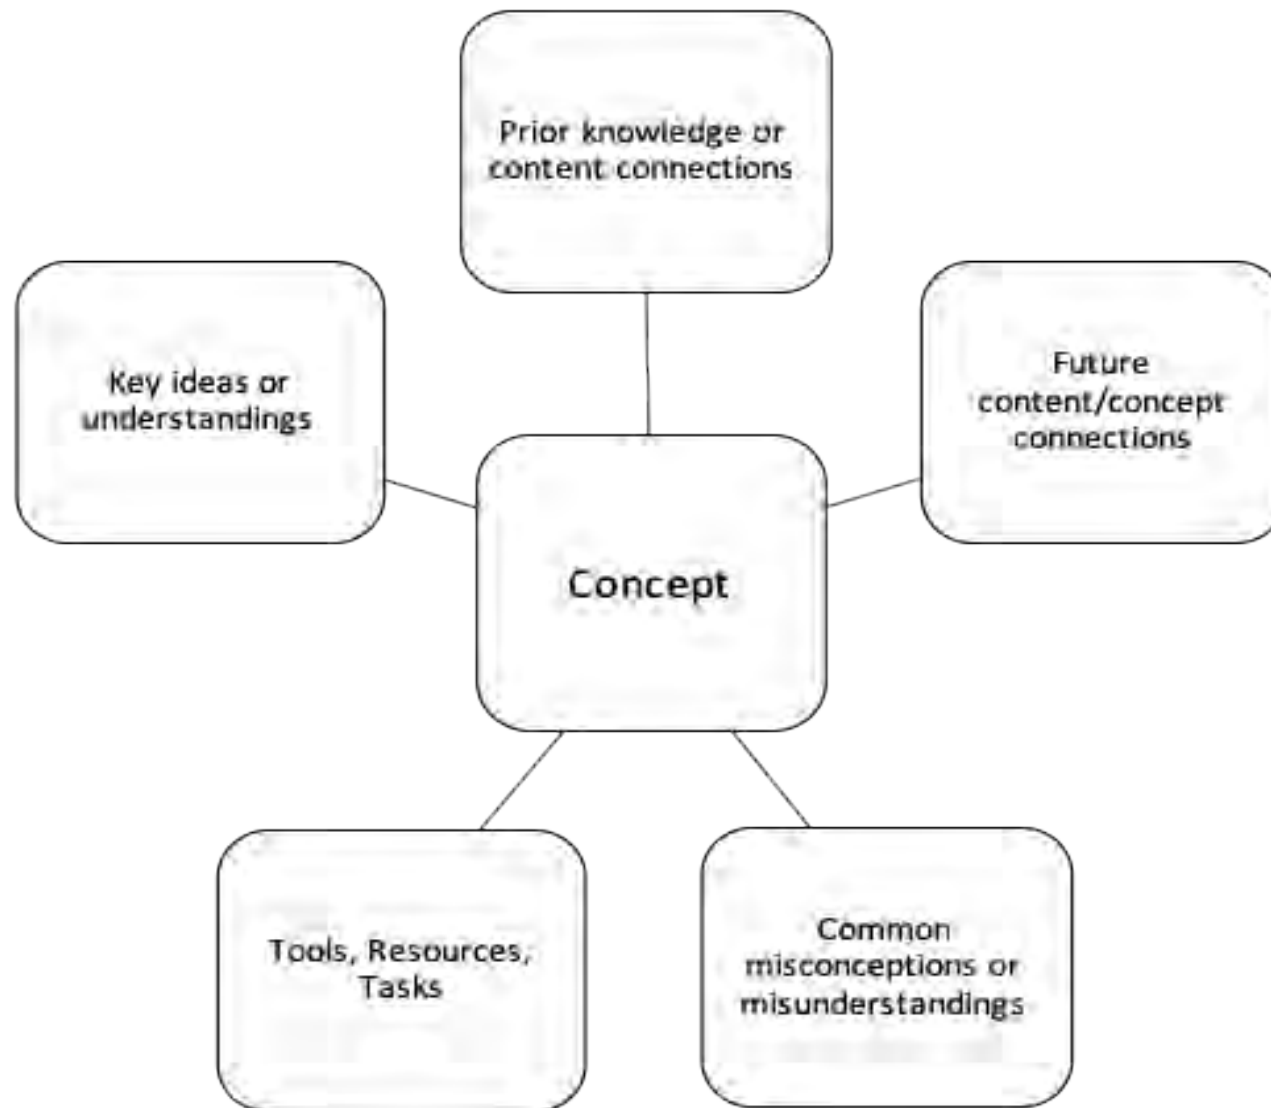 Prior knowledge or
content connections
Key ideas or
understandings
Future
content/concept
connections
Concept
Tools, Resources,
Tasks
Common
misconceptions or
misunderstandings